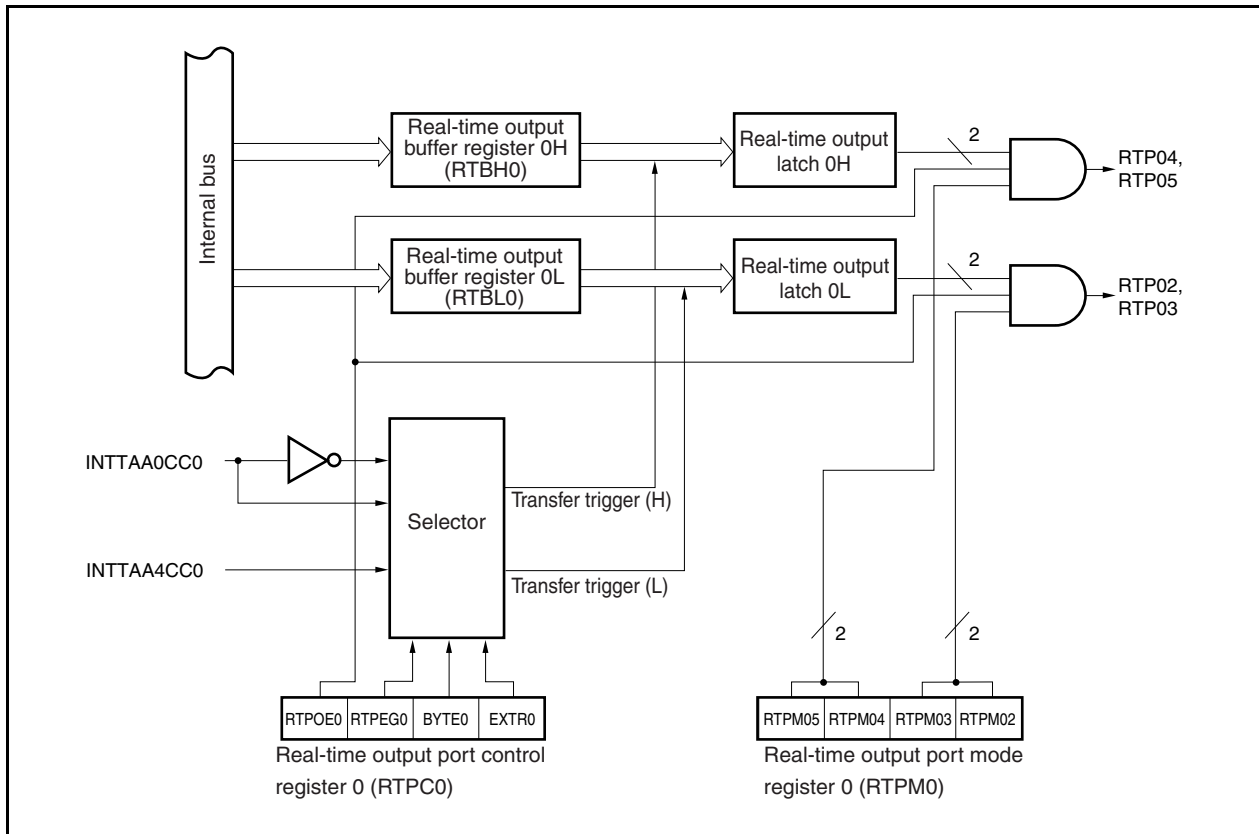 Internal bus
Real-time output
buffer register 0H
(RTBH0)
Real-time output
latch 0H
2
RTP04,
RTP05
Real-time output
buffer register 0L
(RTBL0)
Real-time output
latch 0L
2
RTP02,
RTP03
INTTAA0CC0
INTTAA4CC0
Selector
Transfer trigger (H)
Transfer trigger (L)
2
2
RTPOE0 RTPEG0 BYTE0 EXTR0
Real-time output port control
register 0 (RTPC0)
RTPM05 RTPM04 RTPM03 RTPM02
Real-time output port mode
register 0 (RTPM0)